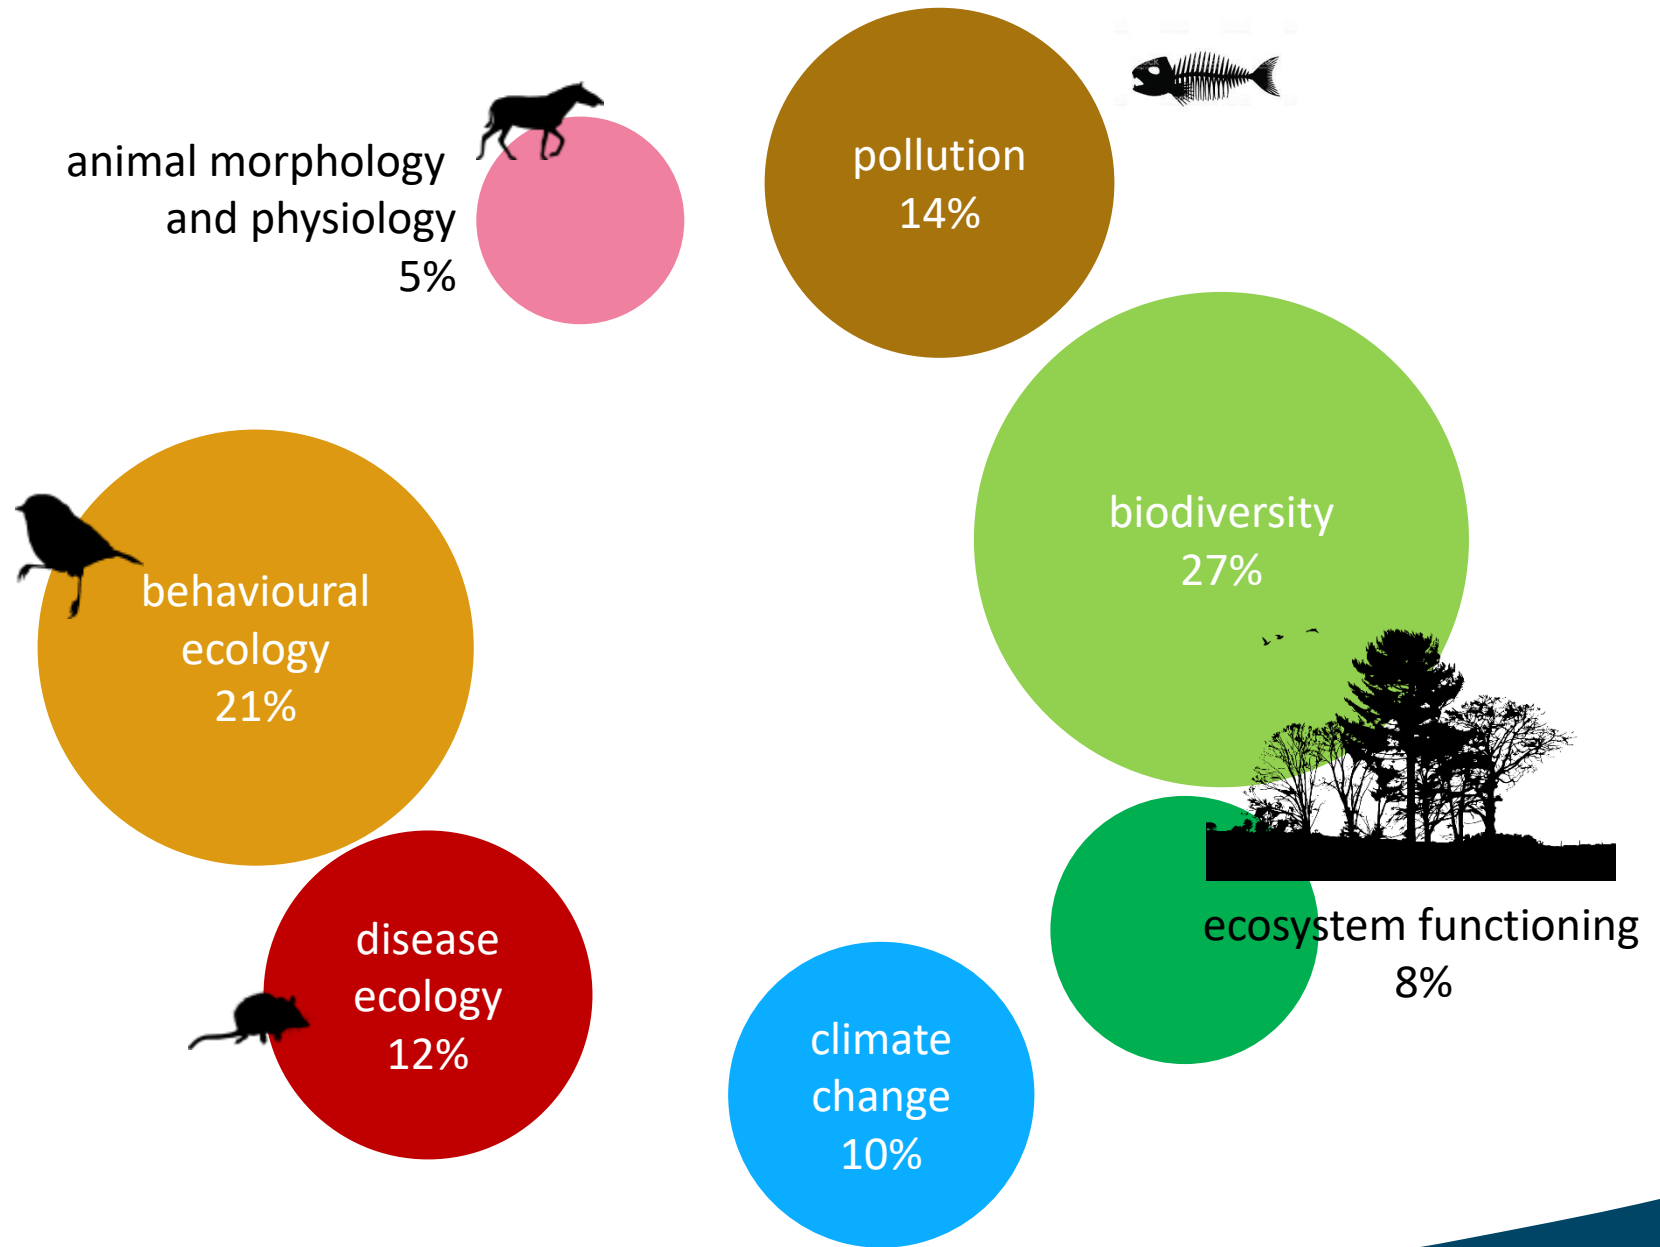 animal morphology
and physiology
5%
pollution
14%
biodiversity
27%
behavioural
ecology
21%
disease
ecology
12%
climate
change
10%
ecosystem functioning
8%